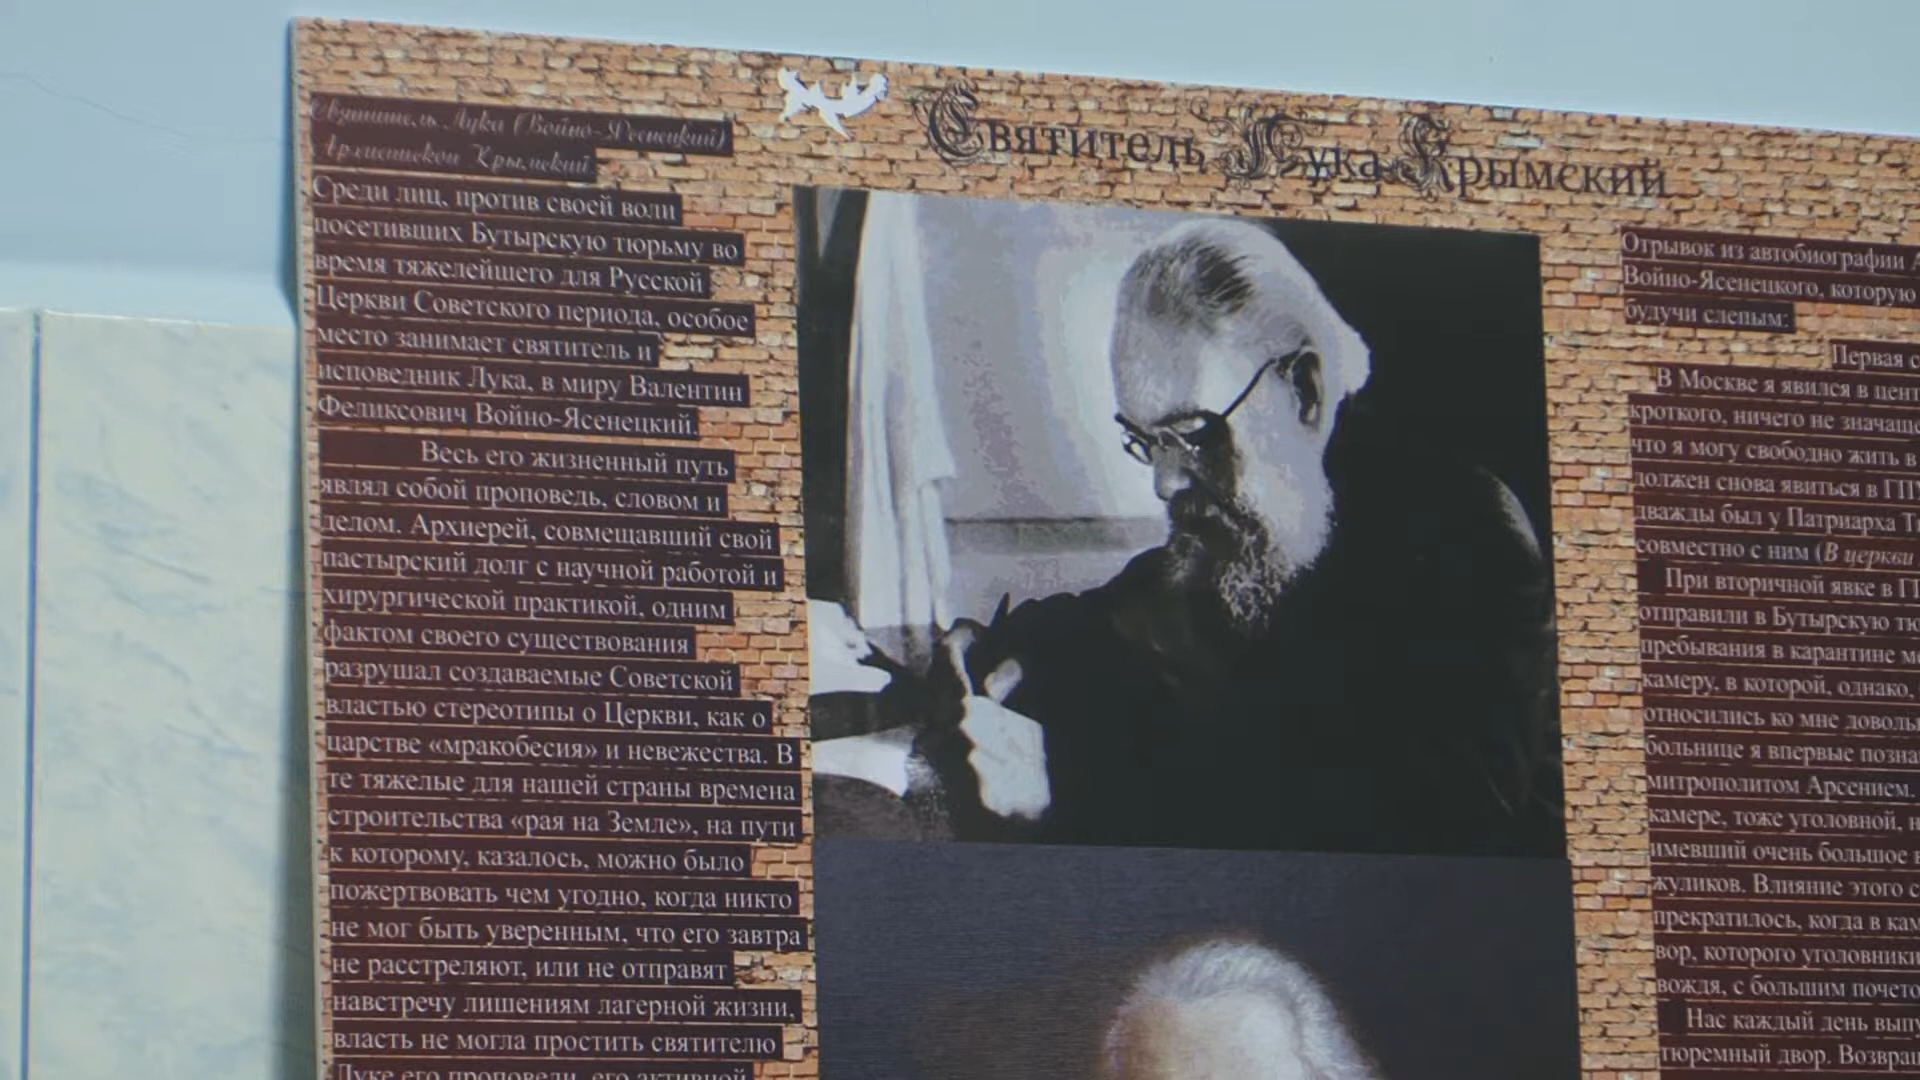 Святитель Лука Крымский
Святитель Лука (Войно-Ясенецкий)
Архиепископ Крымский
Среди лиц, против своей воли
посетивших Бутырскую тюрьму во
время тяжелейшего для Русской
Церкви Советского периода, особое
место занимает святитель и
исповедник Лука, в миру Валентин
Феликсович Войно-Ясенецкий.
Весь его жизненный путь
являл собой проповедь, словом и
делом. Архиерей, совмещавший свой
пастырский долг с научной работой и
хирургической практикой, одним
фактом своего существования
разрушал создаваемые Советской
властью стереотипы о Церкви, как о
царстве «мракобесия» и невежества. В
те тяжелые для нашей страны времена
строительства «рая на Земле», на пути
к которому, казалось, можно было
пожертвовать чем угодно, когда никто
не мог быть уверенным, что его завтра
не расстреляют, или не отправят
навстречу лишениям лагерной жизни,
власть не могла простить святителю
Луке его проповеди, его активной
Отрывок из автобиографии
Войно-Ясенецкого, которую
будучи слепым:
Первая
В Москве я явился в
кроткого, ничего не
что я могу свободно жить в
должен снова явиться в
дважды был у Патриарха
совместно с ним (В церкви
При вторичной явке в
отправили в Бутырскую
пребывания в карантине
камеру, в которой, однако,
относились ко мне
больнице я впервые
митрополитом Арсением.
камере, тоже уголовной,
имевший очень большое
жуликов. Влияние этого
прекратилось, когда в
вор, которого уголовники
вождя, с большим
Нас каждый день
тюремный двор.